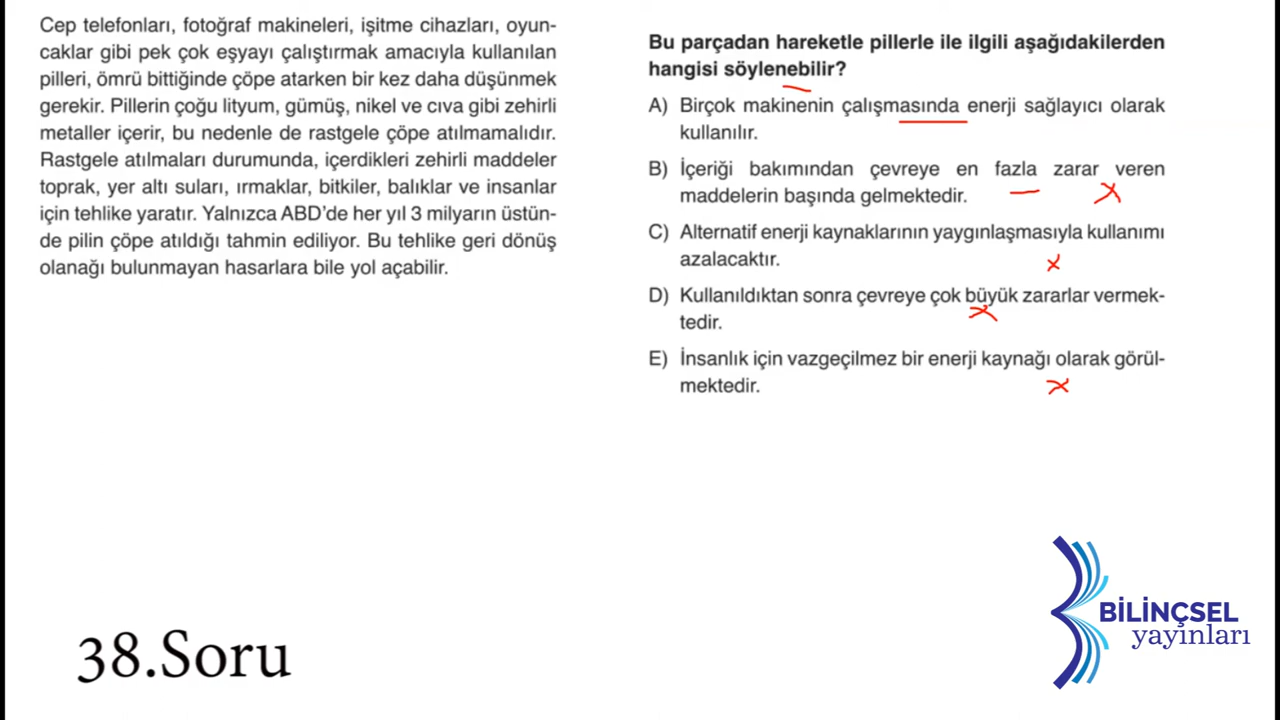 Cep telefonları, fotoğraf makineleri, işitme cihazları, oyun-
caklar gibi pek çok eşyayı çalıştırmak amacıyla kullanılan
pilleri, ömrü bittiğinde çöpe atarken bir kez daha düşünmek
gerekir. Pillerin çoğu lityum, gümüş, nikel ve cıva gibi zehirli
metaller içerir, bu nedenle de rastgele çöpe atılmamalıdır.
Rastgele atılmaları durumunda, içerdikleri zehirli maddeler
toprak, yer altı suları, ırmaklar, bitkiler, balıklar ve insanlar
için tehlike yaratır. Yalnızca ABD'de her yıl 3 milyarın üstün-
de pilin çöpe atıldığı tahmin ediliyor. Bu tehlike geri dönüş
olanağı bulunmayan hasarlara bile yol açabilir.
Bu parçadan hareketle pillerle ile ilgili aşağıdakilerden
hangisi söylenebilir?
A) Birçok makinenin çalışmasında enerji sağlayıcı olarak
kullanılır.
B) İçeriği bakımından çevreye en fazla zarar veren
maddelerin başında gelmektedir.
C) Alternatif enerji kaynaklarının yaygınlaşmasıyla kullanımı
azalacaktır.
D) Kullanıldıktan sonra çevreye çok büyük zararlar vermek-
tedir.
E) İnsanlık için vazgeçilmez bir enerji kaynağı olarak görül-
mektedir.
38.Soru
BİLİNÇSEL
yayınları